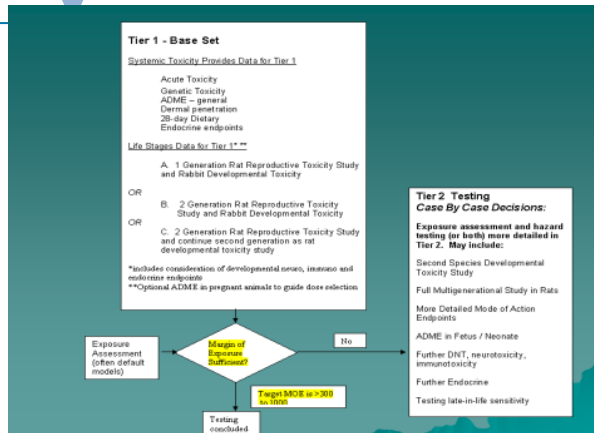 Tier 1 - Base Set
Systemic Toxicity Provides Data for Tier 1
Acute Toxicity
Genetic Toxicity
ADME – general
Dermal penetration
28-day Dietary
Endocrine endpoints
Life Stages Data for Tier 1* **
A. 1 Generation Rat Reproductive Toxicity Study
and Rabbit Developmental Toxicity
OR
B. 2 Generation Rat Reproductive Toxicity
Study and Rabbit Developmental Toxicity
OR
C. 2 Generation Rat Reproductive Toxicity Study
and continue second generation as rat
developmental toxicity study
*includes consideration of developmental neuro, immuno and
endocrine endpoints
**Optional ADME in pregnant animals to guide dose selection
Exposure
Assessment
(often default
models)
Margin of
Exposure
Sufficient?
No
Target MOE is >300
to 1000
Testing
concluded
Tier 2 Testing
Case By Case Decisions:
Exposure assessment and hazard
testing (or both) more detailed in
Tier 2. May include:
Second Species Developmental
Toxicity Study
Full Multigenerational Study in Rats
More Detailed Mode of Action
Endpoints
ADME in Fetus / Neonate
Further DNT, neurotoxicity,
immunotoxicity
Further Endocrine
Testing late-in-life sensitivity